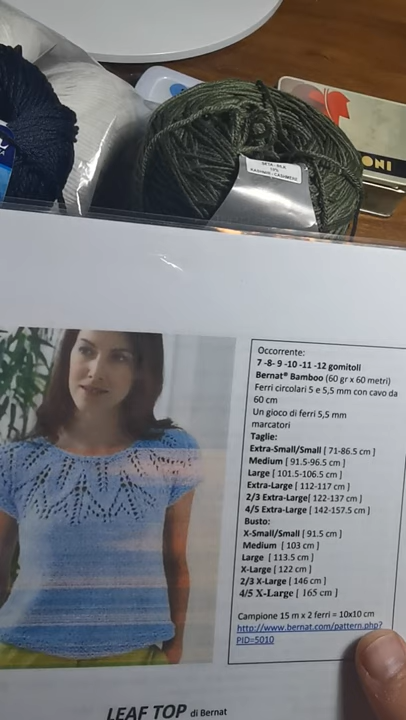 SETA - SILK
10%
KASHMIR - CASHMERE
ONI
Occorrente:
7 -8- 9 -10 -11 -12 gomitoli
Bernat® Bamboo (60 gr x 60 metri)
Ferri circolari 5 e 5,5 mm con cavo da
60 cm
Un gioco di ferri 5,5 mm
marcatori
Taglie:
Extra-Small/Small [ 71-86.5 cm ]
Medium [ 91.5-96.5 cm ]
Large [ 101.5-106.5 cm ]
Extra-Large [ 112-117 cm ]
2/3 Extra-Large[ 122-137 cm ]
4/5 Extra-Large [ 142-157.5 cm ]
Busto:
X-Small/Small [ 91.5 cm ]
Medium [ 103 cm ]
Large [ 113.5 cm ]
X-Large [ 122 cm ]
2/3 X-Large [ 146 cm ]
4/5 X-Large [ 165 cm ]
Campione 15 m x 2 ferri = 10x10 cm
http://www.bernat.com/pattern.php?
PID=5010
LEAF TOP di Bernat